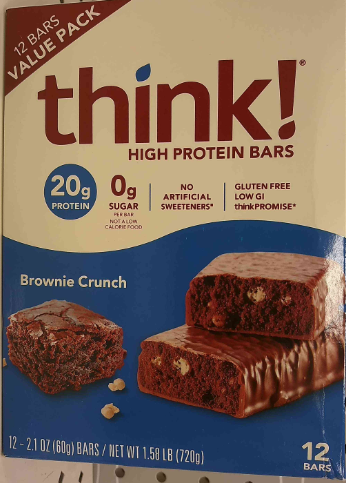 12 BARS
VALUE PACK
think!®
HIGH PROTEIN BARS
20g
PROTEIN
0g
SUGAR
PER BAR
NOT A LOW
CALORIE FOOD
NO
ARTIFICIAL
SWEETENERS*
GLUTEN FREE
LOW GI
thinkPROMISE*
Brownie Crunch
12 - 2.1 OZ (60g) BARS / NET WT 1.58 LB (720g)
12
BARS